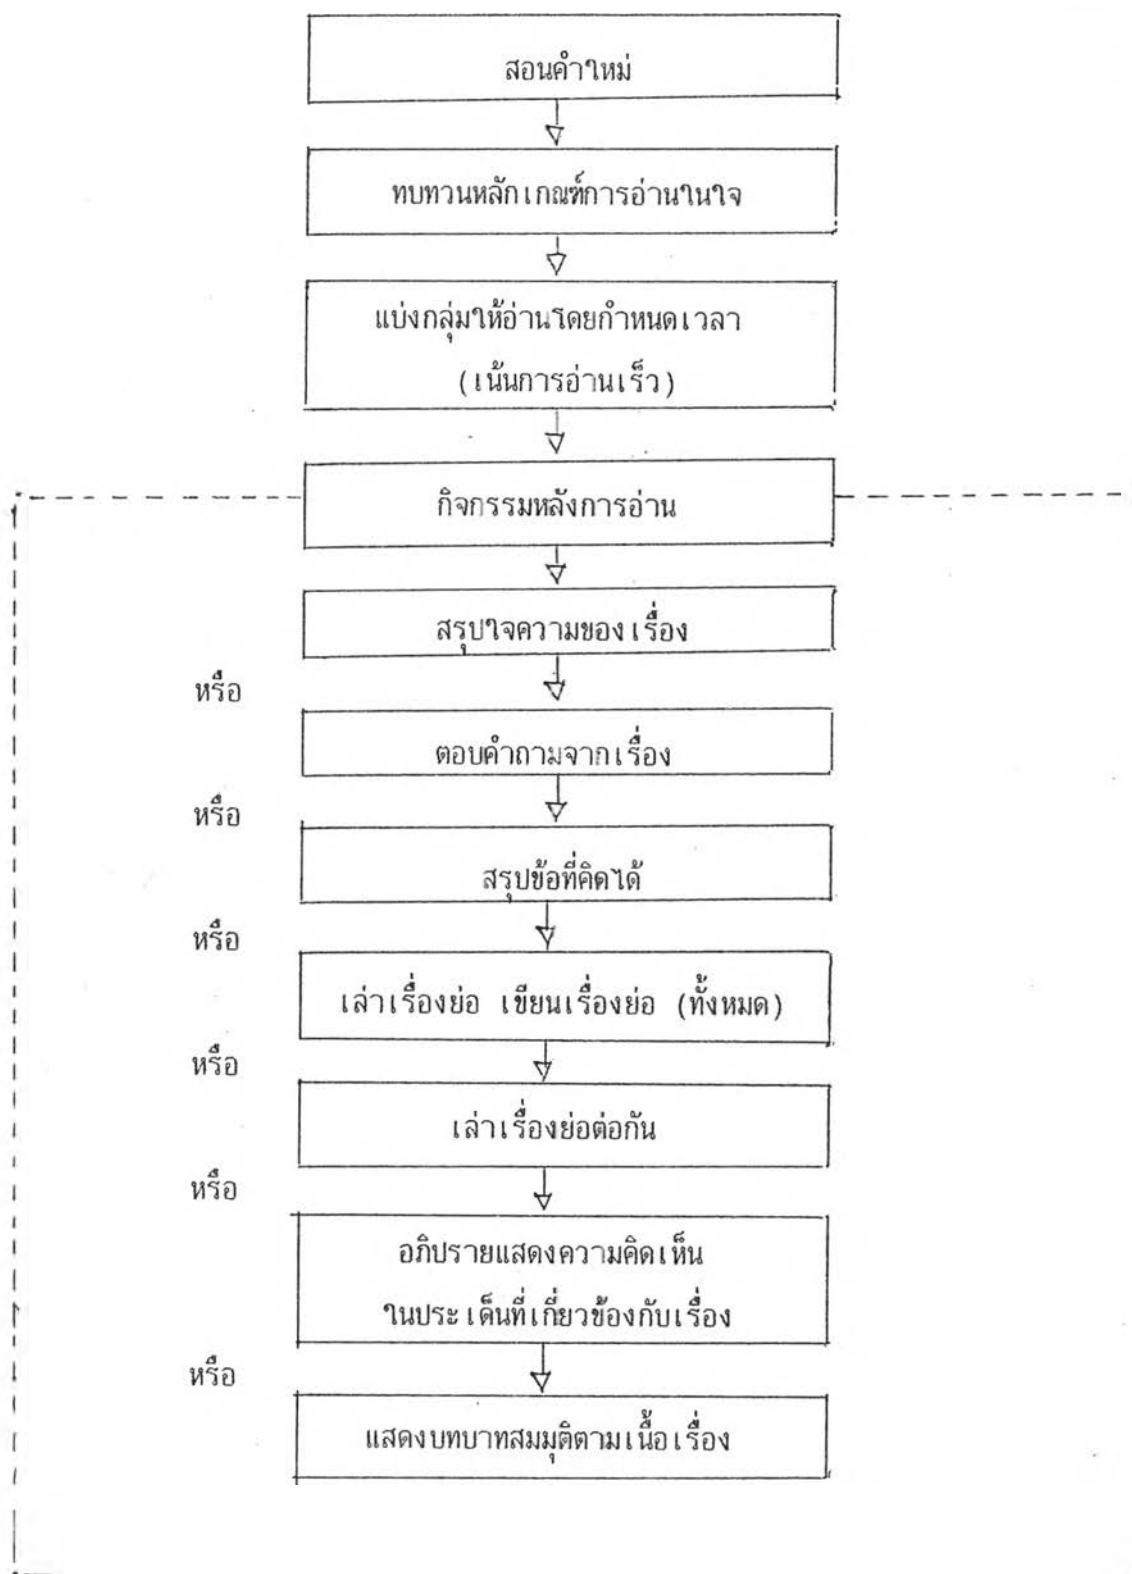 สอนคำใหม่
ทบทวนหลักเกณฑ์การอ่านในใจ
แบ่งกลุ่มให้อ่านโดยกำหนดเวลา
(เน้นการอ่านเร็ว)
กิจกรรมหลังการอ่าน
สรุปใจความของเรื่อง
หรือ
ตอบคำถามจากเรื่อง
หรือ
สรุปข้อที่คิดได้
หรือ
เล่าเรื่องย่อ เขียนเรื่องย่อ (ทั้งหมด)
หรือ
เล่าเรื่องย่อต่อกัน
หรือ
อภิปรายแสดงความคิดเห็น
ในประเด็นที่เกี่ยวข้องกับเรื่อง
หรือ
แสดงบทบาทสมมุติตามเนื้อเรื่อง